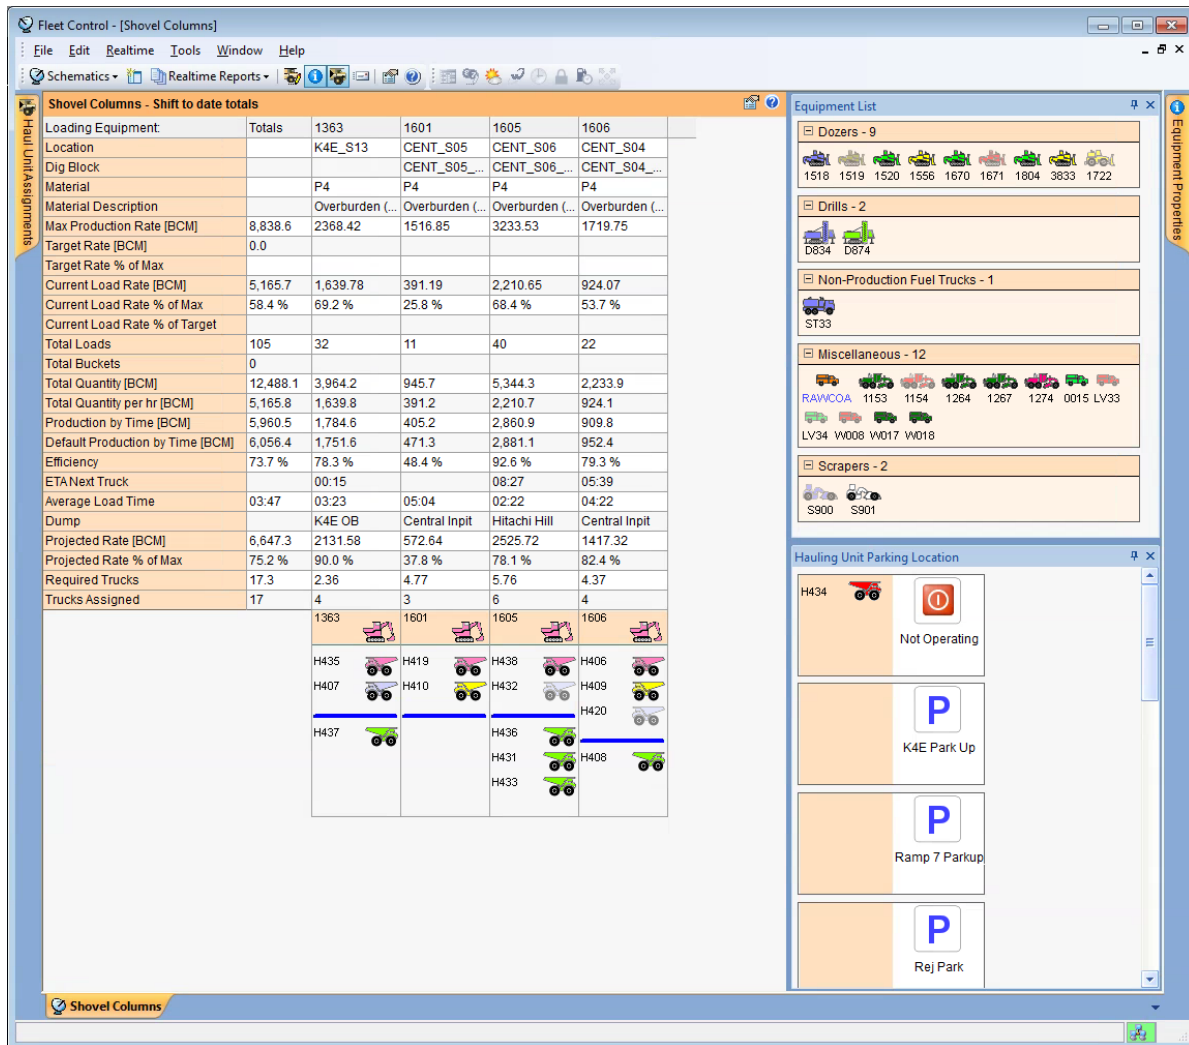 Fleet Control - [Shovel Columns]
File Edit Realtime Tools Window Help
Schematics Realtime Reports
Haul Unit Assignments
Shovel Columns - Shift to date totals
Loading Equipment: Totals 1363 1601 1605 1606
Location K4E_S13 CENT_S05 CENT_S06 CENT_S04
Dig Block CENT_S05_... CENT_S06_... CENT_S04_...
Material P4 P4 P4 P4
Material Description Overburden (... Overburden (... Overburden (... Overburden (...
Max Production Rate [BCM] 8,838.6 2368.42 1516.85 3233.53 1719.75
Target Rate [BCM] 0.0
Target Rate % of Max
Current Load Rate [BCM] 5,165.7 1,639.78 391.19 2,210.65 924.07
Current Load Rate % of Max 58.4 % 69.2 % 25.8 % 68.4 % 53.7 %
Current Load Rate % of Target
Total Loads 105 32 11 40 22
Total Buckets 0
Total Quantity [BCM] 12,488.1 3,964.2 945.7 5,344.3 2,233.9
Total Quantity per hr [BCM] 5,165.8 1,639.8 391.2 2,210.7 924.1
Production by Time [BCM] 5,960.5 1,784.6 405.2 2,860.9 909.8
Default Production by Time [BCM] 6,056.4 1,751.6 471.3 2,881.1 952.4
Efficiency 73.7 % 78.3 % 48.4 % 92.6 % 79.3 %
ETA Next Truck 00:15 08:27 05:39
Average Load Time 03:47 03:23 05:04 02:22 04:22
Dump K4E OB Central Inpit Hitachi Hill Central Inpit
Projected Rate [BCM] 6,647.3 2131.58 572.64 2525.72 1417.32
Projected Rate % of Max 75.2 % 90.0 % 37.8 % 78.1 % 82.4 %
Required Trucks 17.3 2.36 4.77 5.76 4.37
Trucks Assigned 17 4 3 6 4
1363 1601 1605 1606
H435 H419 H438 H406
H407 H410 H432 H409
H420
H437 H436
H431 H408
H433
Equipment List
Dozers - 9
1518 1519 1520 1556 1670 1671 1804 3833 1722
Drills - 2
D834 D874
Non-Production Fuel Trucks - 1
ST33
Miscellaneous - 12
RAWCOA 1153 1154 1264 1267 1274 0015 LV33
LV34 W008 W017 W018
Scrapers - 2
S900 S901
Hauling Unit Parking Location
H434
Not Operating
P
K4E Park Up
P
Ramp 7 Parkup
P
Rej Park
Equipment Properties
Shovel Columns